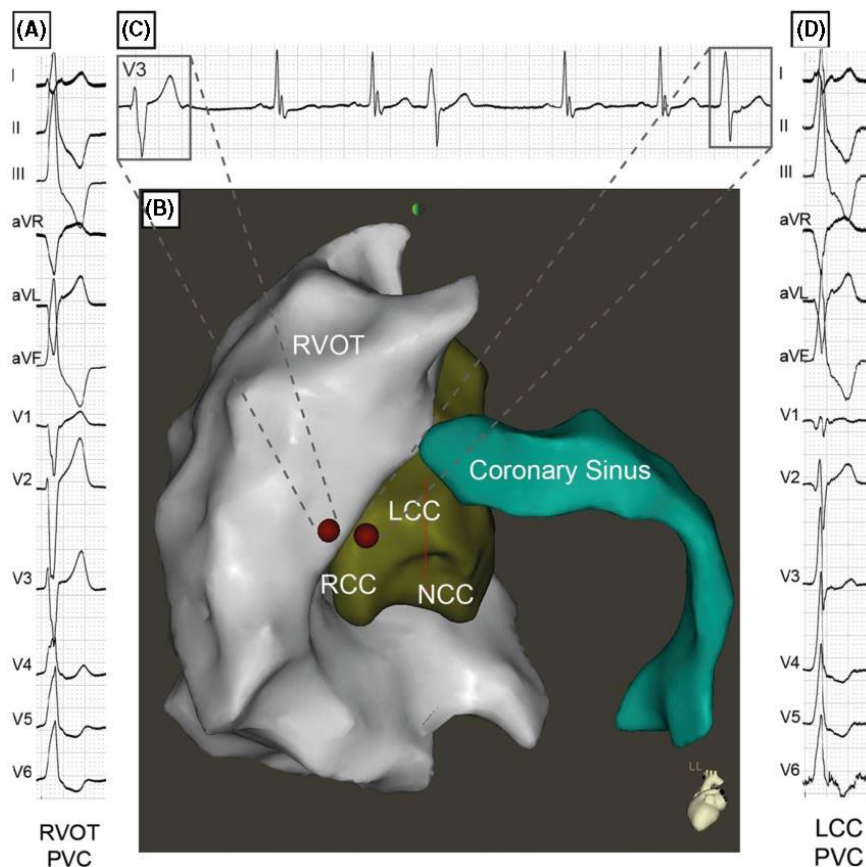 (A)
I
II
III
aVR
aVL
aVF
V1
V2
V3
V4
V5
V6
RVOT
PVC
(C)
V3
(B)
RVOT
Coronary Sinus
LCC
RCC
NCC
LL
(D)
I
II
III
aVR
aVL
aVF
V1
V2
V3
V4
V5
V6
LCC
PVC